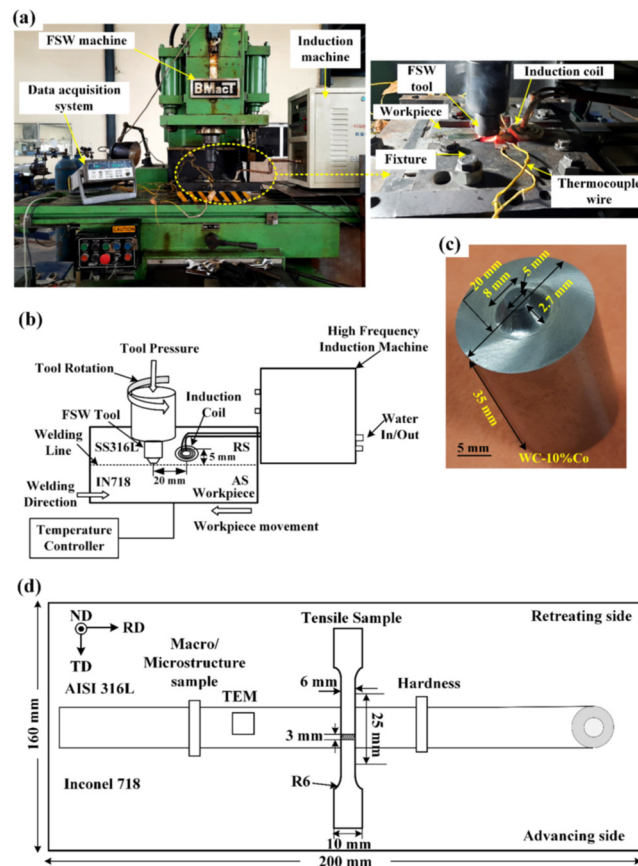 (a)
FSW machine
Induction machine
Data acquisition system
BMacT
CAUTION
FSW tool
Induction coil
Workpiece
Fixture
Thermocouple wire
(c)
20 mm
8 mm
5 mm
2.7 mm
35 mm
5 mm
WC-10%Co
(b)
Tool Pressure
Tool Rotation
High Frequency Induction Machine
FSW Tool
Induction Coil
Welding Line
SS316L
RS
5 mm
Water In/Out
IN718
20 mm
AS
Workpiece
Welding Direction
Temperature Controller
Workpiece movement
(d)
ND
RD
TD
Tensile Sample
Retreating side
Macro/
Microstructure sample
AISI 316L
TEM
6 mm
Hardness
25 mm
3 mm
160 mm
Inconel 718
R6
10 mm
Advancing side
200 mm